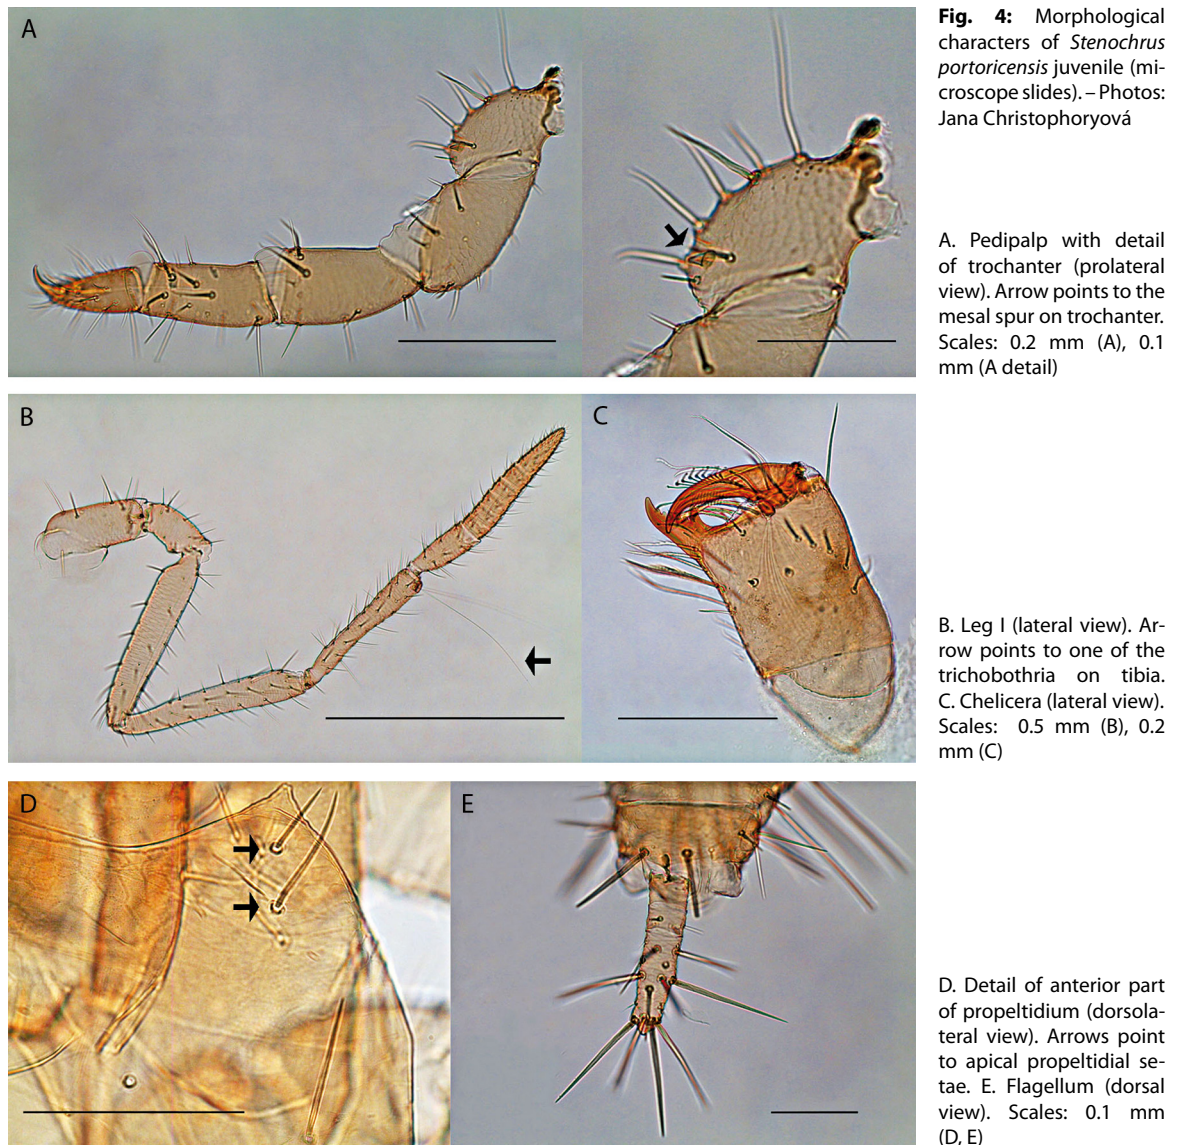 A
B
C
D
E
Fig. 4: Morphological
characters of Stenochrus
portoricensis juvenile (mi-
croscope slides). – Photos:
Jana Christophoryová
A. Pedipalp with detail
of trochanter (prolateral
view). Arrow points to the
mesal spur on trochanter.
Scales: 0.2 mm (A), 0.1
mm (A detail)
B. Leg I (lateral view). Ar-
row points to one of the
trichobothria on tibia.
C. Chelicera (lateral view).
Scales: 0.5 mm (B), 0.2
mm (C)
D. Detail of anterior part
of propeltidium (dorsola-
teral view). Arrows point
to apical propeltidial se-
tae. E. Flagellum (dorsal
view). Scales: 0.1 mm
(D, E)